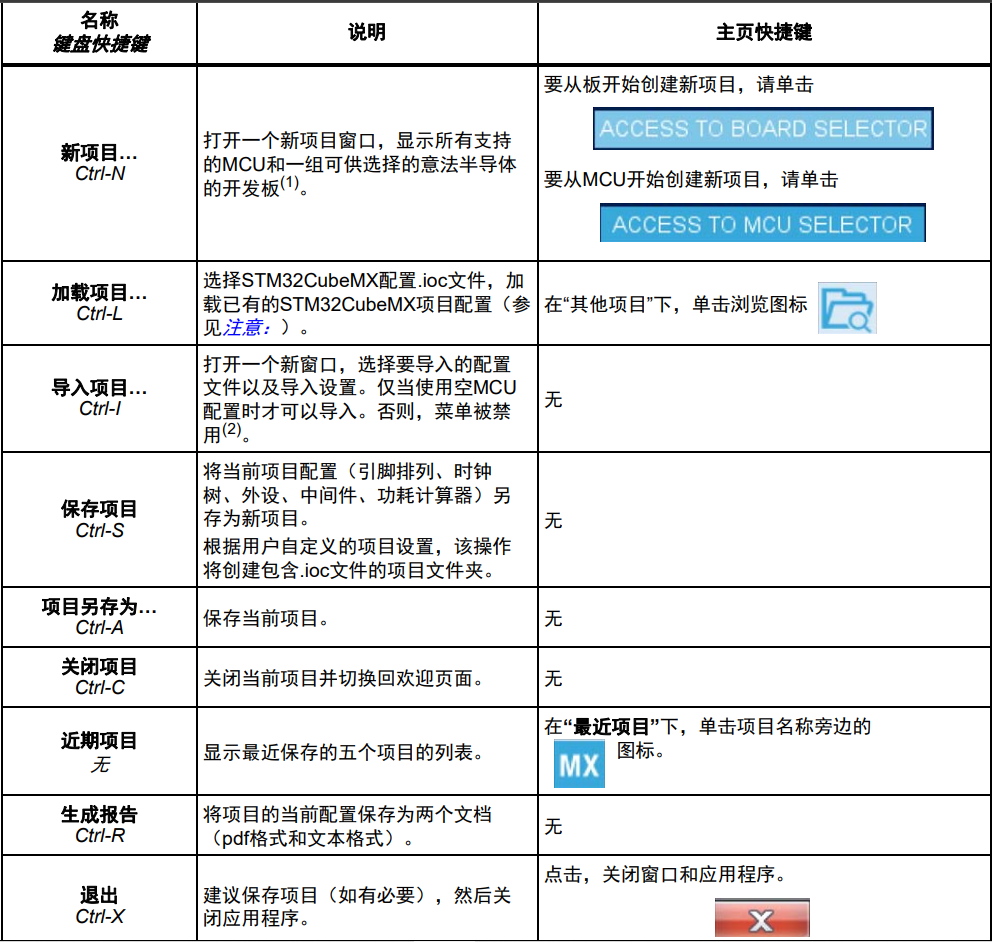 名称
键盘快捷键
说明
主页快捷键
新项目…
Ctrl-N
打开一个新项目窗口，显示所有支持
的MCU和一组可供选择的意法半导体
的开发板(1)。
要从板开始创建新项目，请单击
ACCESS TO BOARD SELECTOR
要从MCU开始创建新项目，请单击
ACCESS TO MCU SELECTOR
加载项目…
Ctrl-L
选择STM32CubeMX配置.ioc文件，加
载已有的STM32CubeMX项目配置（参
见注意：）。
在“其他项目”下，单击浏览图标
导入项目…
Ctrl-I
打开一个新窗口，选择要导入的配置
文件以及导入设置。仅当使用空MCU
配置时才可以导入。否则，菜单被禁
用(2)。
无
保存项目
Ctrl-S
将当前项目配置（引脚排列、时钟
树、外设、中间件、功耗计算器）另
存为新项目。
根据用户自定义的项目设置，该操作
将创建包含.ioc文件的项目文件夹。
无
项目另存为…
Ctrl-A
保存当前项目。
无
关闭项目
Ctrl-C
关闭当前项目并切换回欢迎页面。
无
近期项目
无
显示最近保存的五个项目的列表。
在“最近项目”下，单击项目名称旁边的
MX 图标。
生成报告
Ctrl-R
将项目的当前配置保存为两个文档
（pdf格式和文本格式）。
无
退出
Ctrl-X
建议保存项目（如有必要），然后关
闭应用程序。
点击，关闭窗口和应用程序。
X